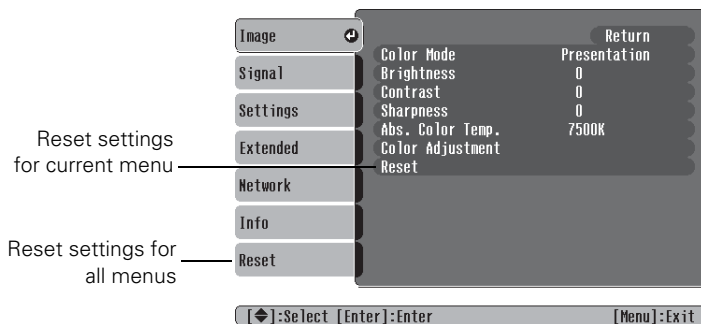 Reset settings
for current menu
Reset settings for
all menus
Image
Signal
Settings
Extended
Network
Info
Reset
Return
Color Mode Presentation
Brightness 0
Contrast 0
Sharpness 0
Abs. Color Temp. 7500K
Color Adjustment
Reset
[◆]:Select [Enter]:Enter [Menu]:Exit